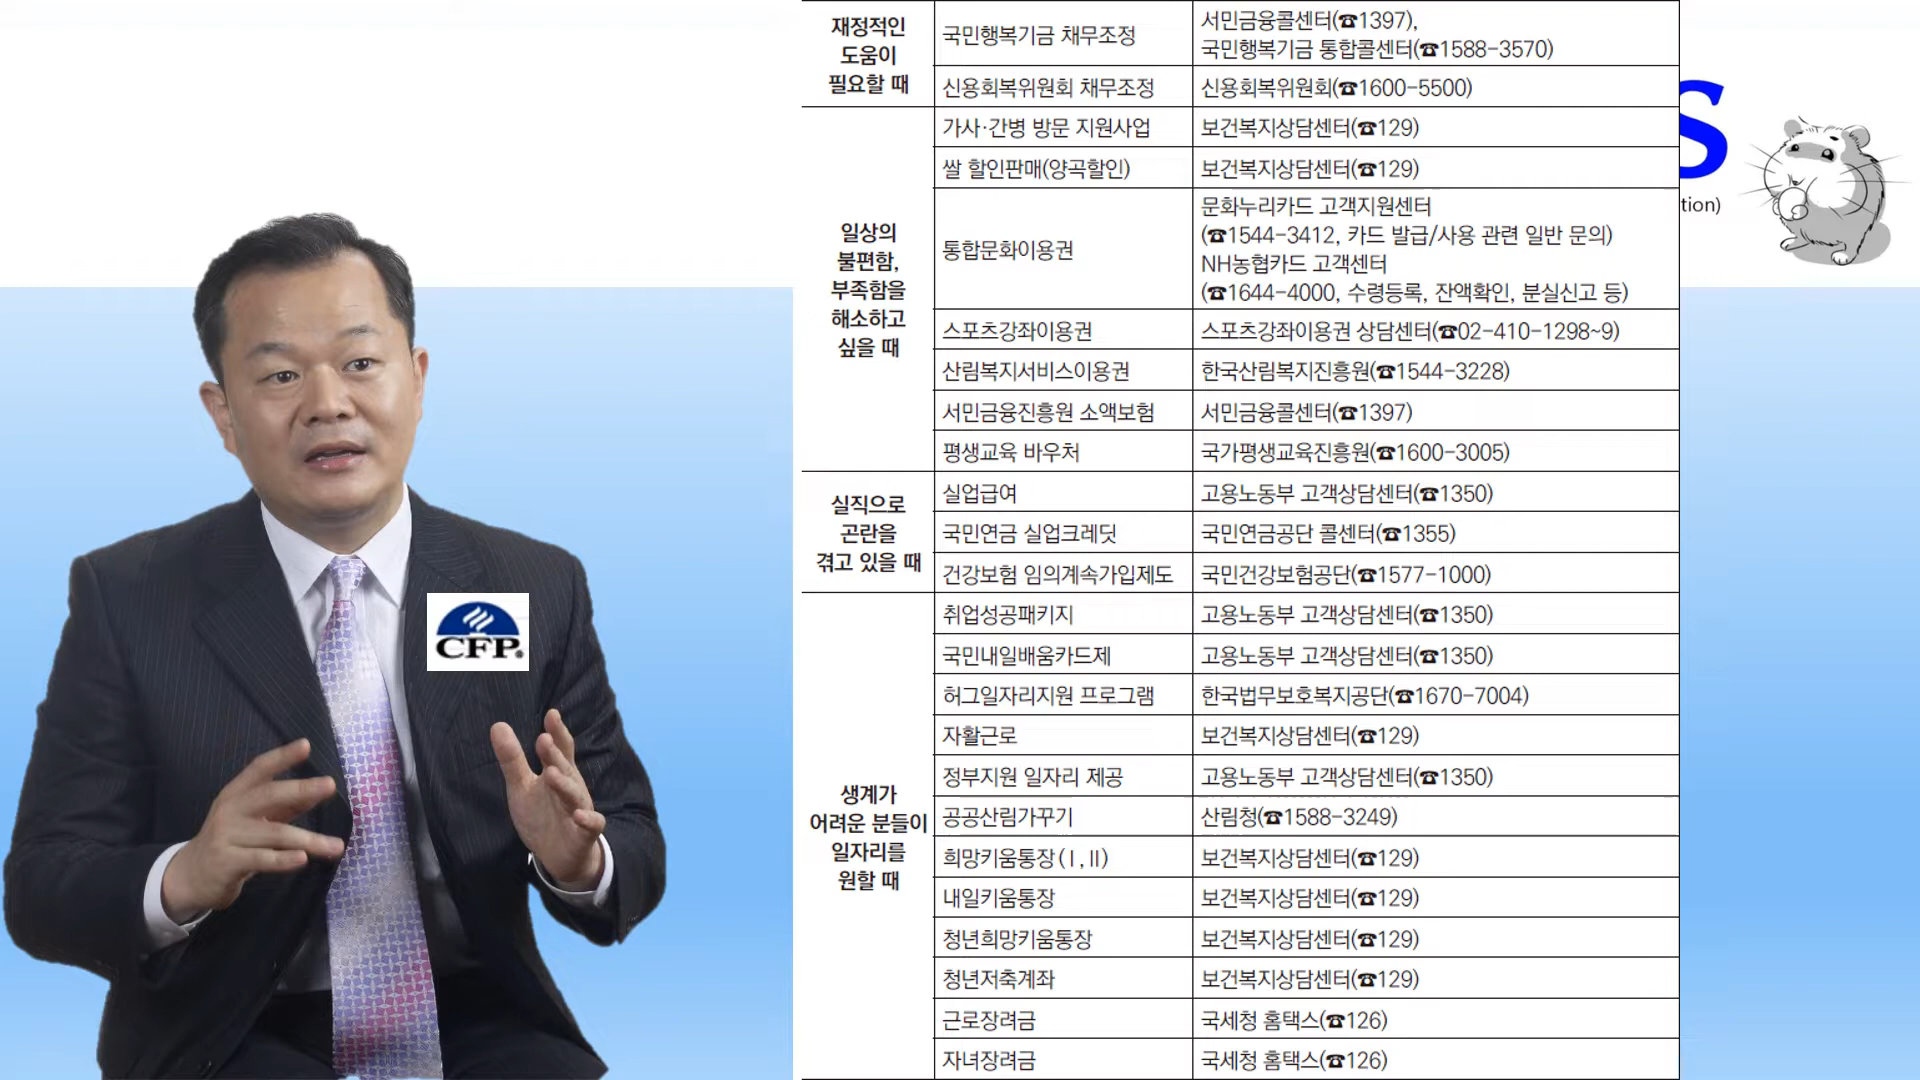 재정적인
도움이
필요할 때
국민행복기금 채무조정
서민금융콜센터(☎1397),
국민행복기금 통합콜센터(☎1588-3570)
신용회복위원회 채무조정
신용회복위원회(☎1600-5500)
일상의
불편함,
부족함을
해소하고
싶을 때
가사·간병 방문 지원사업
보건복지상담센터(☎129)
쌀 할인판매(양곡할인)
보건복지상담센터(☎129)
통합문화이용권
문화누리카드 고객지원센터
(☎1544-3412, 카드 발급/사용 관련 일반 문의)
NH농협카드 고객센터
(☎1644-4000, 수령등록, 잔액확인, 분실신고 등)
스포츠강좌이용권
스포츠강좌이용권 상담센터(☎02-410-1298~9)
산림복지서비스이용권
한국산림복지진흥원(☎1544-3228)
서민금융진흥원 소액보험
서민금융콜센터(☎1397)
평생교육 바우처
국가평생교육진흥원(☎1600-3005)
실직으로
곤란을
겪고 있을 때
실업급여
고용노동부 고객상담센터(☎1350)
국민연금 실업크레딧
국민연금공단 콜센터(☎1355)
건강보험 임의계속가입제도
국민건강보험공단(☎1577-1000)
생계가
어려운 분들이
일자리를
원할 때
취업성공패키지
고용노동부 고객상담센터(☎1350)
국민내일배움카드제
고용노동부 고객상담센터(☎1350)
허그일자리지원 프로그램
한국법무보호복지공단(☎1670-7004)
자활근로
보건복지상담센터(☎129)
정부지원 일자리 제공
고용노동부 고객상담센터(☎1350)
공공산림가꾸기
산림청(☎1588-3249)
희망키움통장(Ⅰ,Ⅱ)
보건복지상담센터(☎129)
내일키움통장
보건복지상담센터(☎129)
청년희망키움통장
보건복지상담센터(☎129)
청년저축계좌
보건복지상담센터(☎129)
근로장려금
국세청 홈택스(☎126)
자녀장려금
국세청 홈택스(☎126)
S
tion)
CFP®